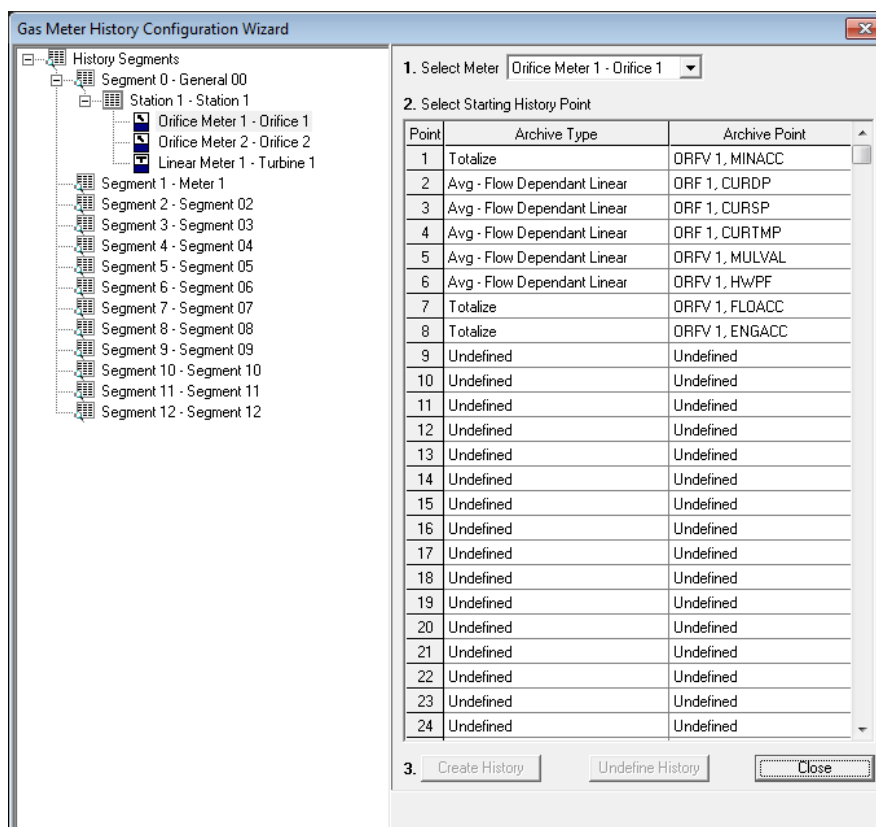 Gas Meter History Configuration Wizard
History Segments
Segment 0 - General 00
Station 1 - Station 1
Orifice Meter 1 - Orifice 1
Orifice Meter 2 - Orifice 2
Linear Meter 1 - Turbine 1
Segment 1 - Meter 1
Segment 2 - Segment 02
Segment 3 - Segment 03
Segment 4 - Segment 04
Segment 5 - Segment 05
Segment 6 - Segment 06
Segment 7 - Segment 07
Segment 8 - Segment 08
Segment 9 - Segment 09
Segment 10 - Segment 10
Segment 11 - Segment 11
Segment 12 - Segment 12
1. Select Meter Orifice Meter 1 - Orifice 1
2. Select Starting History Point
Point Archive Type Archive Point
1 Totalize ORFV 1, MINACC
2 Avg - Flow Dependant Linear ORF 1, CURDP
3 Avg - Flow Dependant Linear ORF 1, CURSP
4 Avg - Flow Dependant Linear ORF 1, CURTMP
5 Avg - Flow Dependant Linear ORFV 1, MULVAL
6 Avg - Flow Dependant Linear ORFV 1, HWPF
7 Totalize ORFV 1, FLOACC
8 Totalize ORFV 1, ENGACC
9 Undefined Undefined
10 Undefined Undefined
11 Undefined Undefined
12 Undefined Undefined
13 Undefined Undefined
14 Undefined Undefined
15 Undefined Undefined
16 Undefined Undefined
17 Undefined Undefined
18 Undefined Undefined
19 Undefined Undefined
20 Undefined Undefined
21 Undefined Undefined
22 Undefined Undefined
23 Undefined Undefined
24 Undefined Undefined
3. Create History Undefine History Close